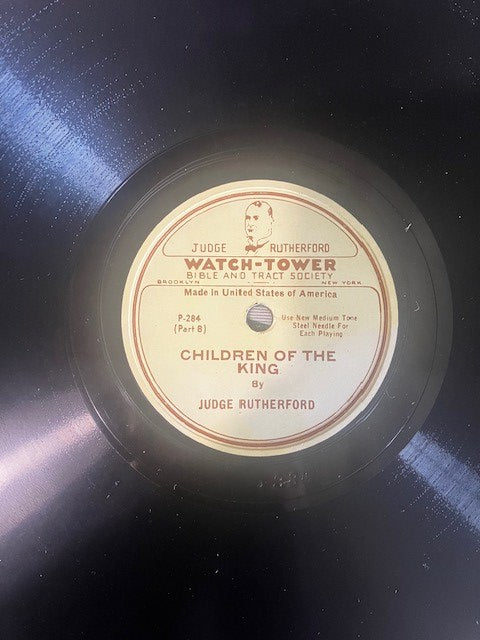 JUDGE RUTHERFORD
WATCH-TOWER
BIBLE AND TRACT SOCIETY
BROOKLYN NEW YORK
Made in United States of America
P-284
(Part B)
Use New Medium Tone
Steel Needle For
Each Playing
CHILDREN OF THE
KING
By
JUDGE RUTHERFORD